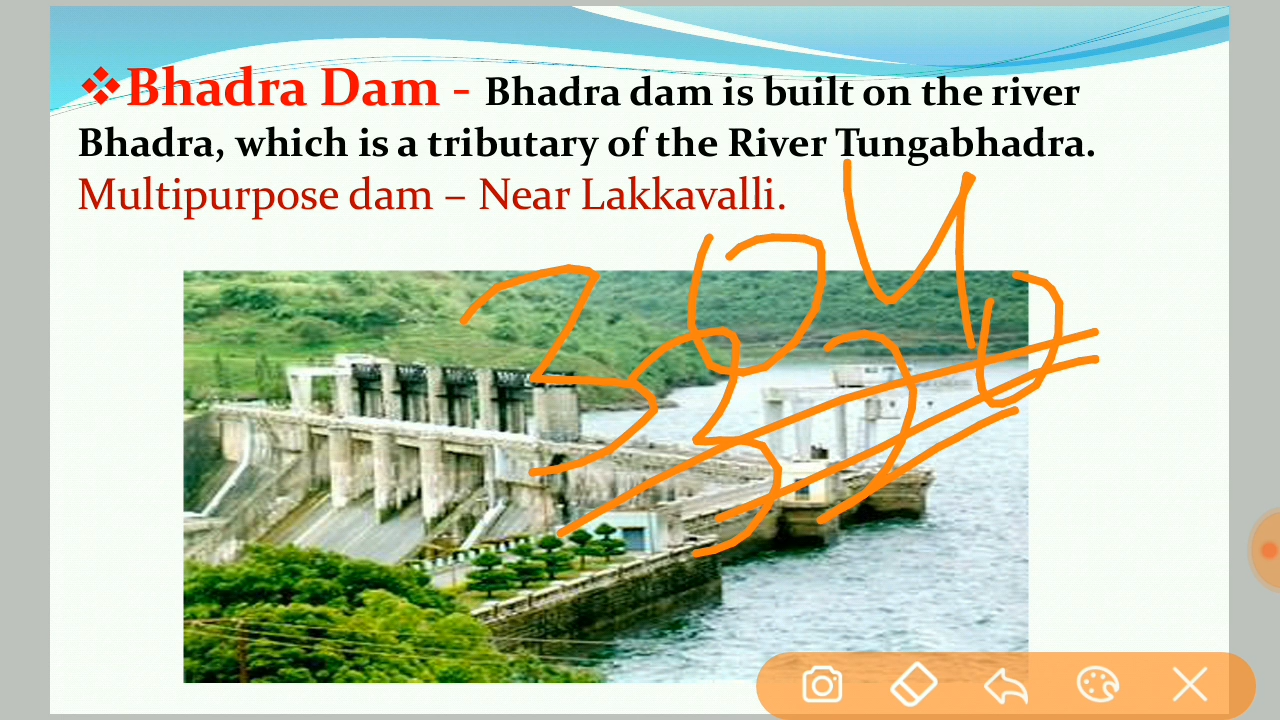 ❖Bhadra Dam - Bhadra dam is built on the river
Bhadra, which is a tributary of the River Tungabhadra.
Multipurpose dam – Near Lakkavalli.